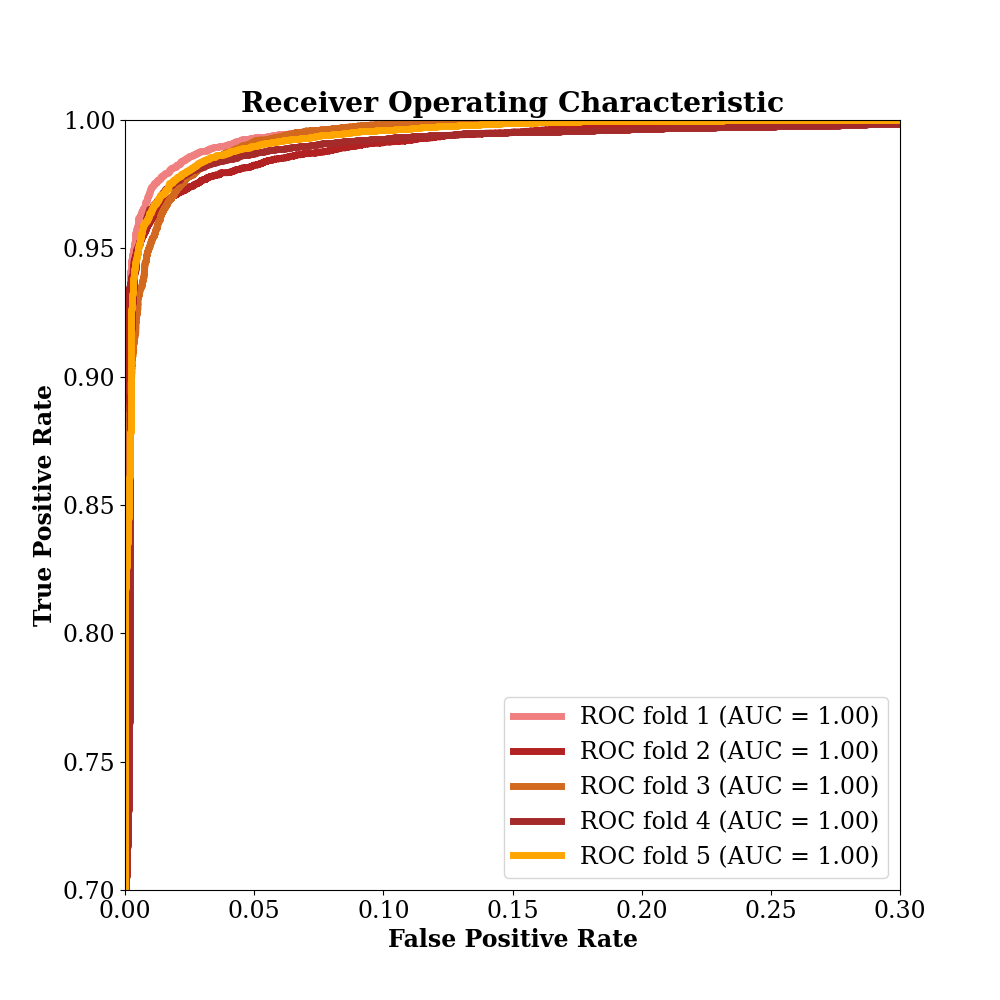 Receiver Operating Characteristic
1.00
0.95
0.90
0.85
0.80
0.75
0.70
True Positive Rate
ROC fold 1 (AUC = 1.00)
ROC fold 2 (AUC = 1.00)
ROC fold 3 (AUC = 1.00)
ROC fold 4 (AUC = 1.00)
ROC fold 5 (AUC = 1.00)
0.00 0.05 0.10 0.15 0.20 0.25 0.30
False Positive Rate